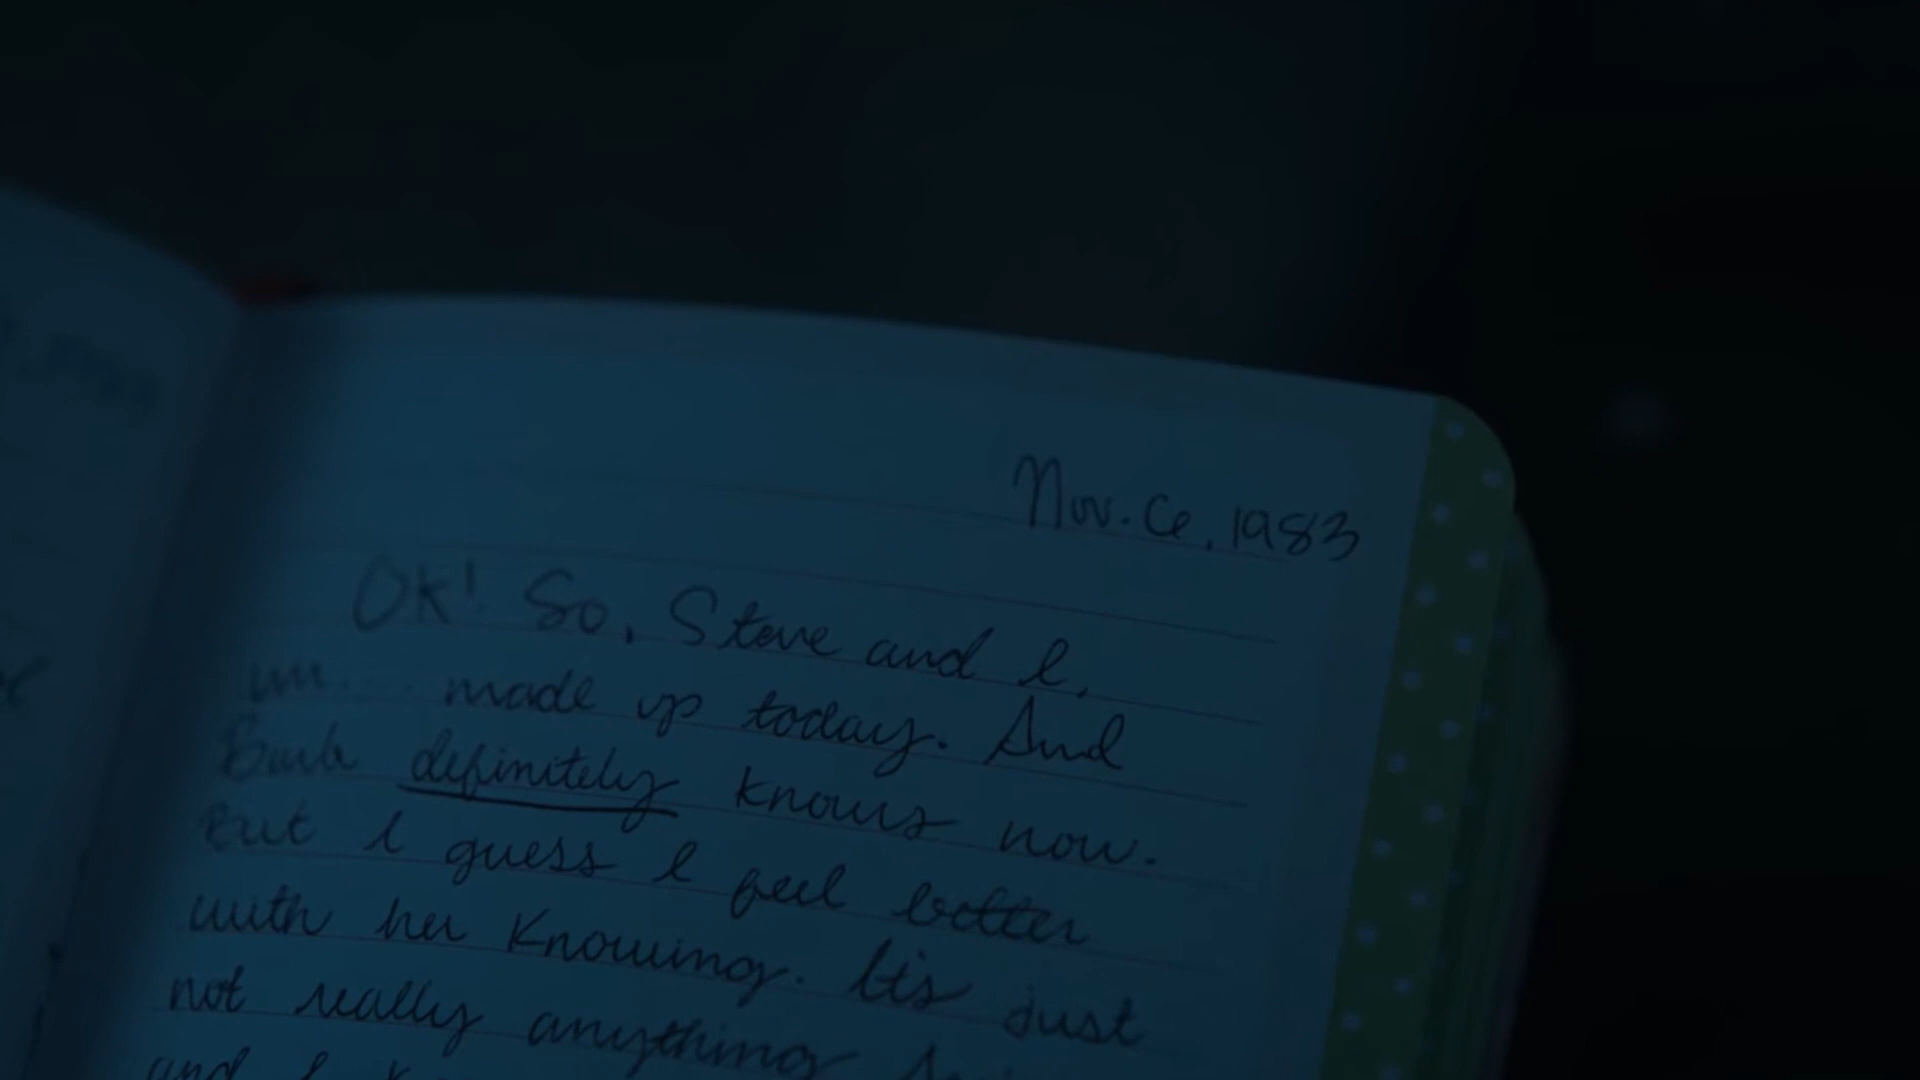 Nov. 6, 1983
OK! So, Steve and I,
um... made up today. And
Barb definitely knows now.
But I guess I feel better
with her knowing. It's just
not really anything
and I